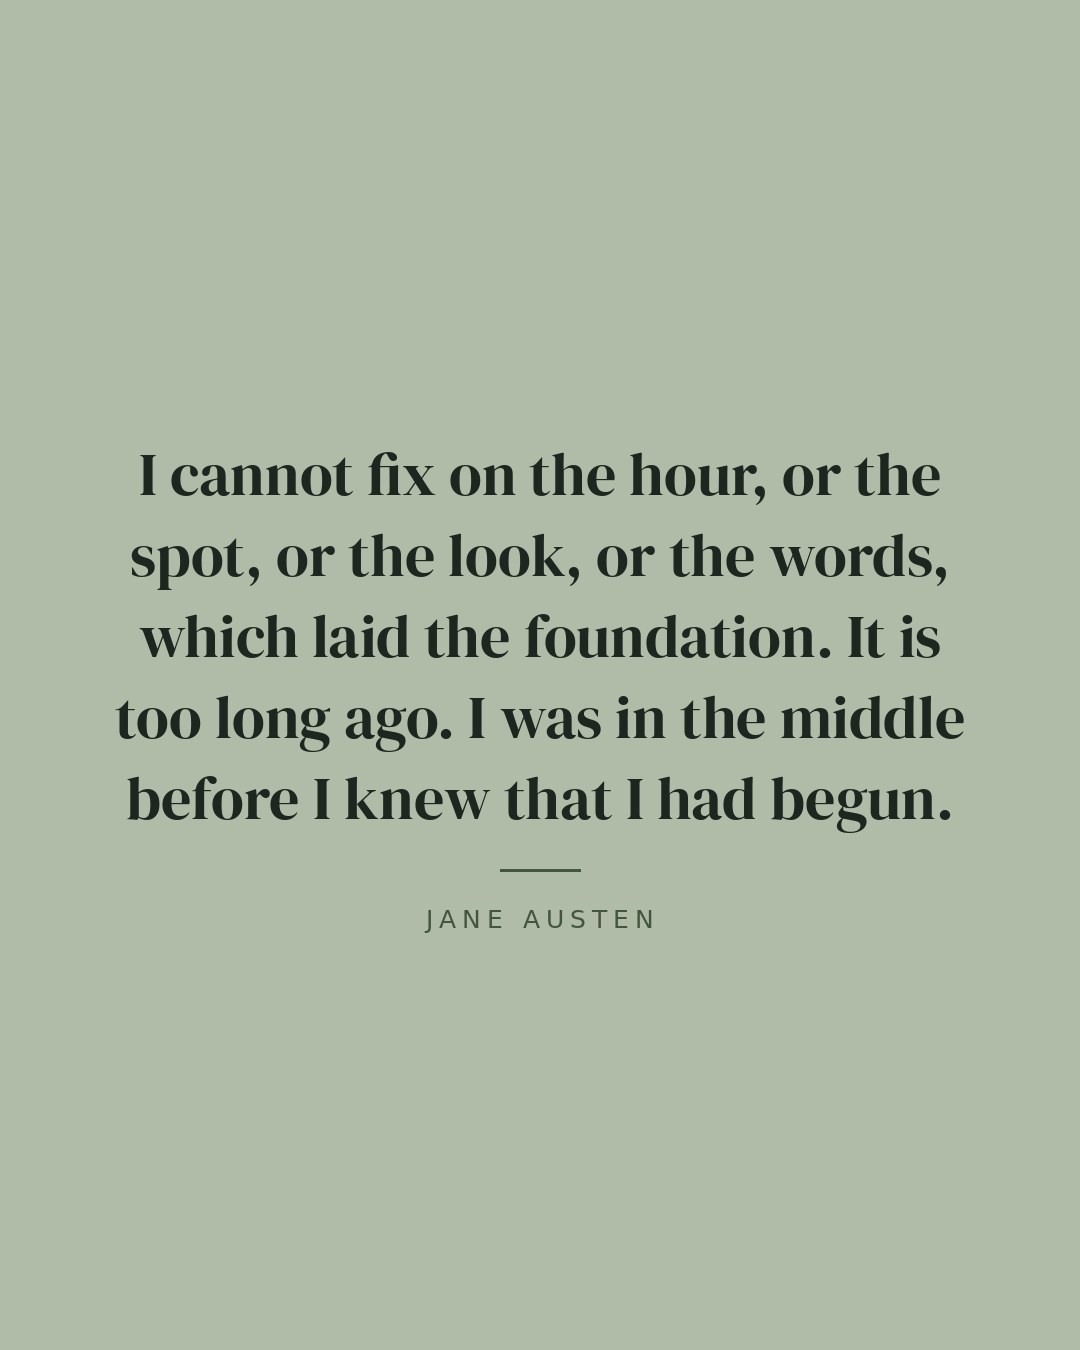 I cannot fix on the hour, or the
spot, or the look, or the words,
which laid the foundation. It is
too long ago. I was in the middle
before I knew that I had begun.
JANE AUSTEN